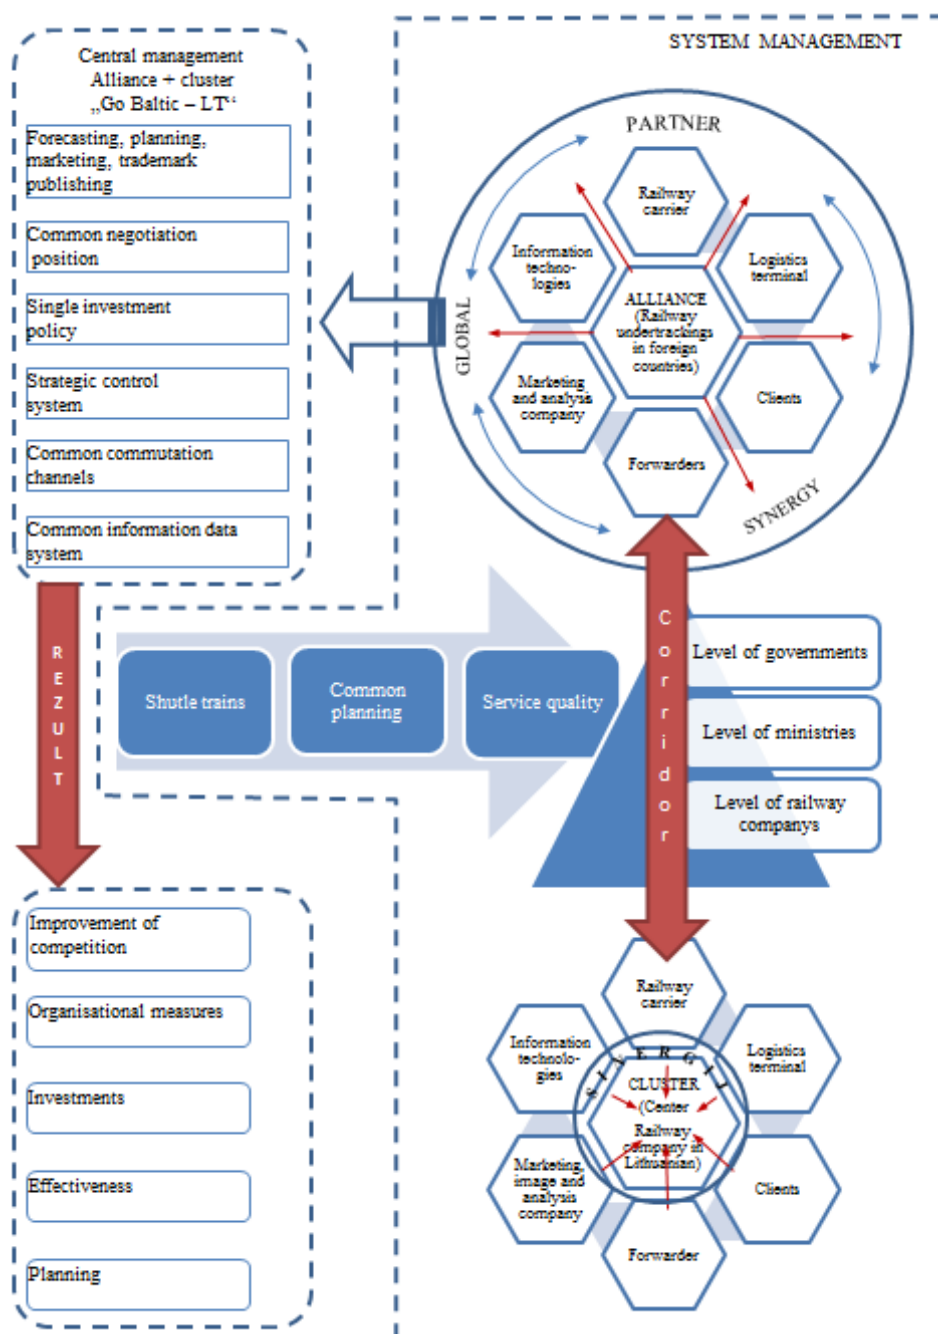 SYSTEM MANAGEMENT
Central management
Alliance + cluster
„Go Baltic – LT“
Forecasting, planning,
marketing, trademark
publishing
Common negotiation
position
Single investment
policy
Strategic control
system
Common commutation
channels
Common information data
system
PARTNER
GLOBAL
SYNERGY
Railway
carrier
Information
techno-
logies
Logistics
terminal
ALLIANCE
(Railway
undertrackings
in foreign
countries)
Marketing
and analysis
company
Clients
Forwarders
REZULT
Shutle trains
Common
planning
Service quality
Corridor
Level of governments
Level of ministries
Level of railway
companys
Improvement of
competition
Organisational measures
Investments
Effectiveness
Planning
Railway
carrier
Information
technolo-
gies
Logistics
terminal
SINERGIJ
CLUSTER
(Center
Railway
company in
Lithuanian)
Marketing,
image and
analysis
company
Clients
Forwarder